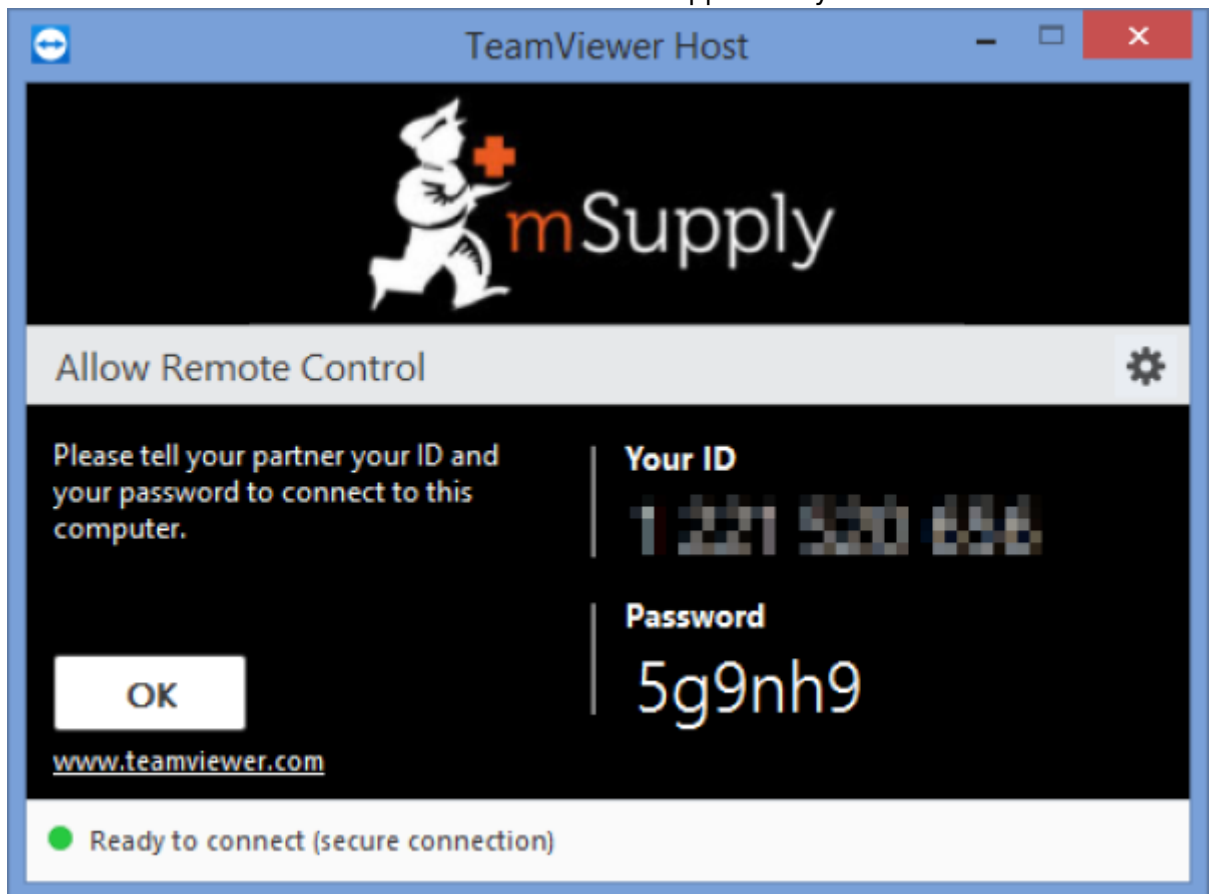 TeamViewer Host
mSupply
Allow Remote Control
Please tell your partner your ID and
your password to connect to this
computer.
Your ID
Password
5g9nh9
OK
www.teamviewer.com
Ready to connect (secure connection)